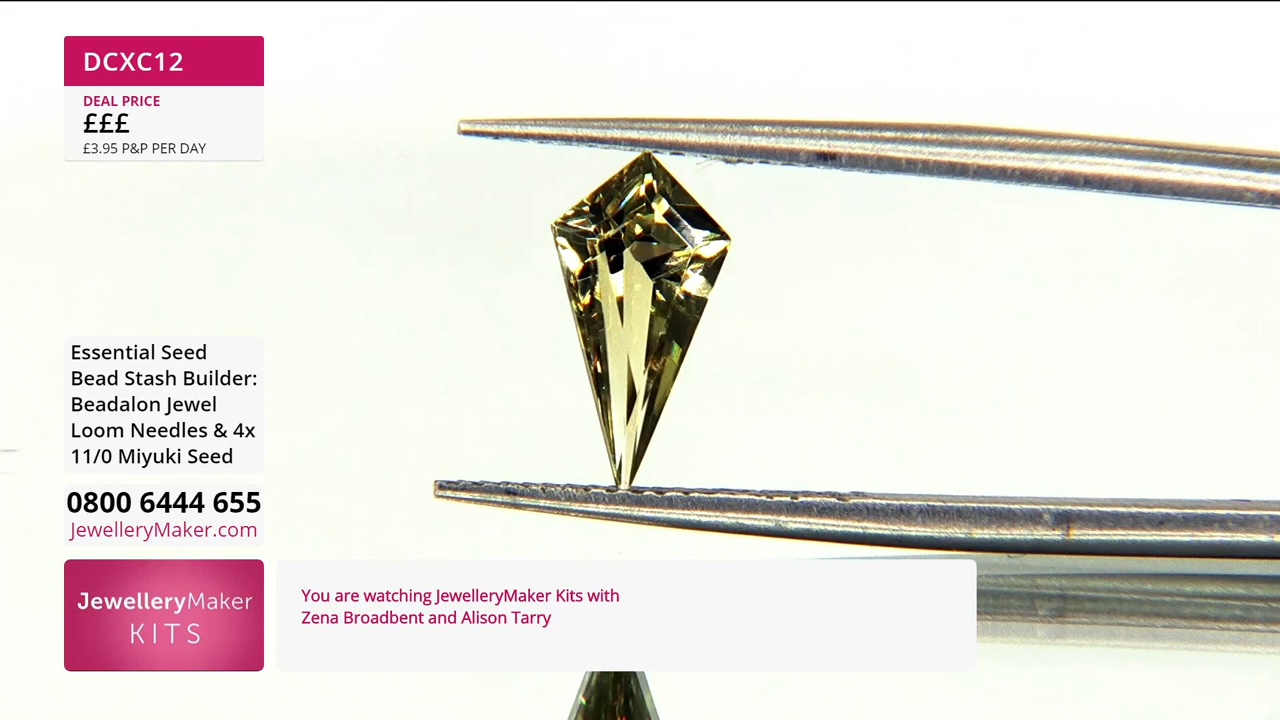 DCXC12
DEAL PRICE
£££
£3.95 P&P PER DAY
Essential Seed
Bead Stash Builder:
Beadalon Jewel
Loom Needles & 4x
11/0 Miyuki Seed
0800 6444 655
JewelleryMaker.com
JewelleryMaker
KITS
You are watching JewelleryMaker Kits with
Zena Broadbent and Alison Tarry